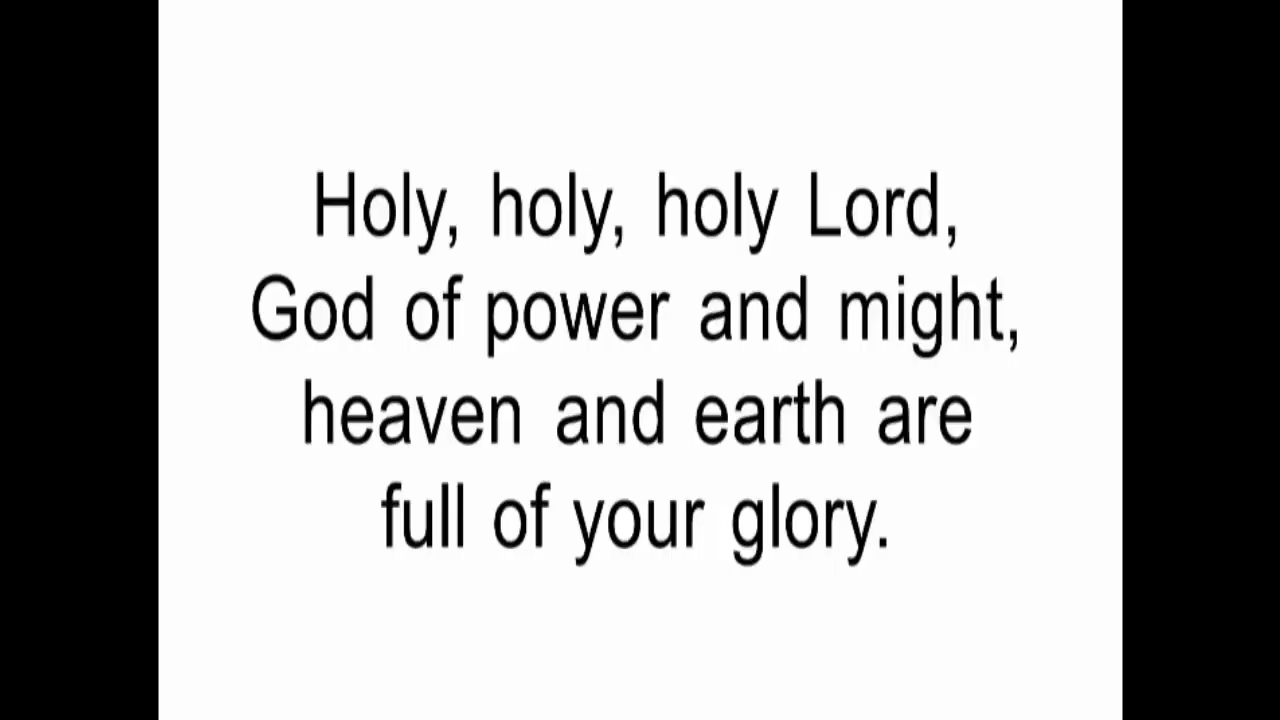 Holy, holy, holy Lord,
God of power and might,
heaven and earth are
full of your glory.